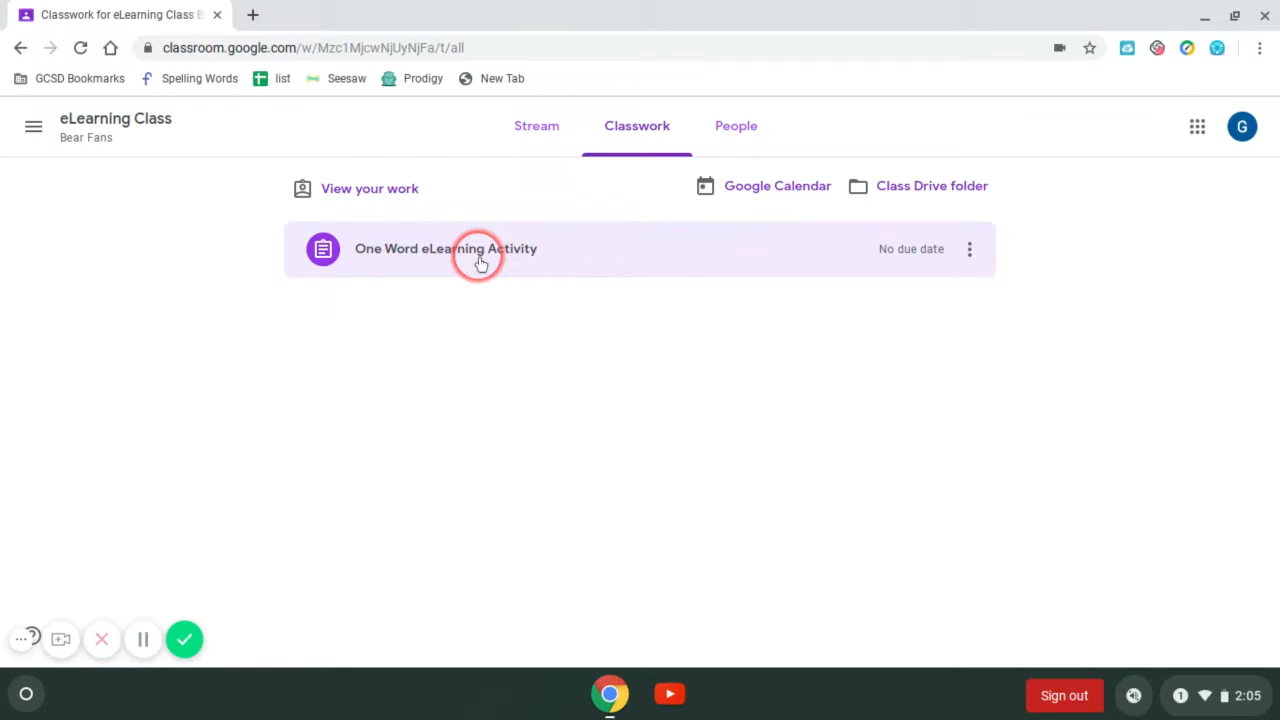 Classwork for eLearning Class B
classroom.google.com/w/Mzc1MjcwNjUyNjFa/t/all
GCSD Bookmarks
Spelling Words
list
Seesaw
Prodigy
New Tab
eLearning Class
Bear Fans
Stream
Classwork
People
G
View your work
Google Calendar
Class Drive folder
One Word eLearning Activity
No due date
Sign out
1
2:05